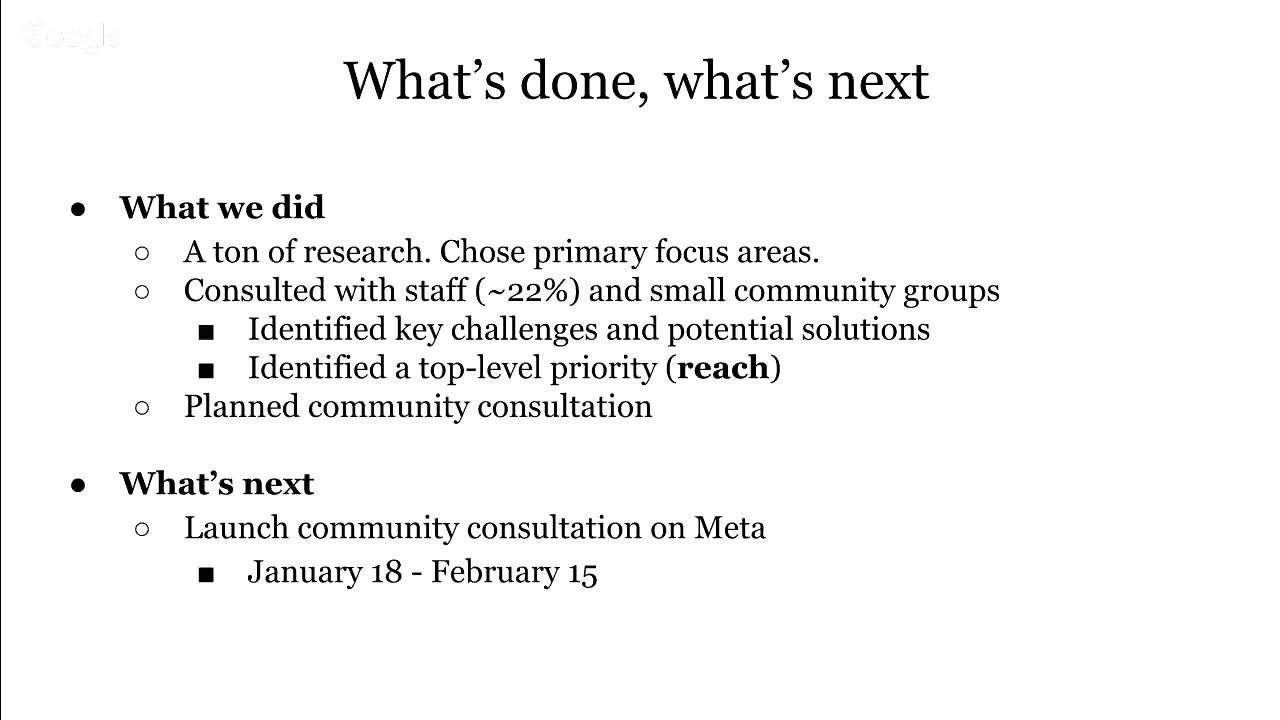 Google
What’s done, what’s next
● What we did
○ A ton of research. Chose primary focus areas.
○ Consulted with staff (~22%) and small community groups
■ Identified key challenges and potential solutions
■ Identified a top-level priority (reach)
○ Planned community consultation
● What’s next
○ Launch community consultation on Meta
■ January 18 - February 15